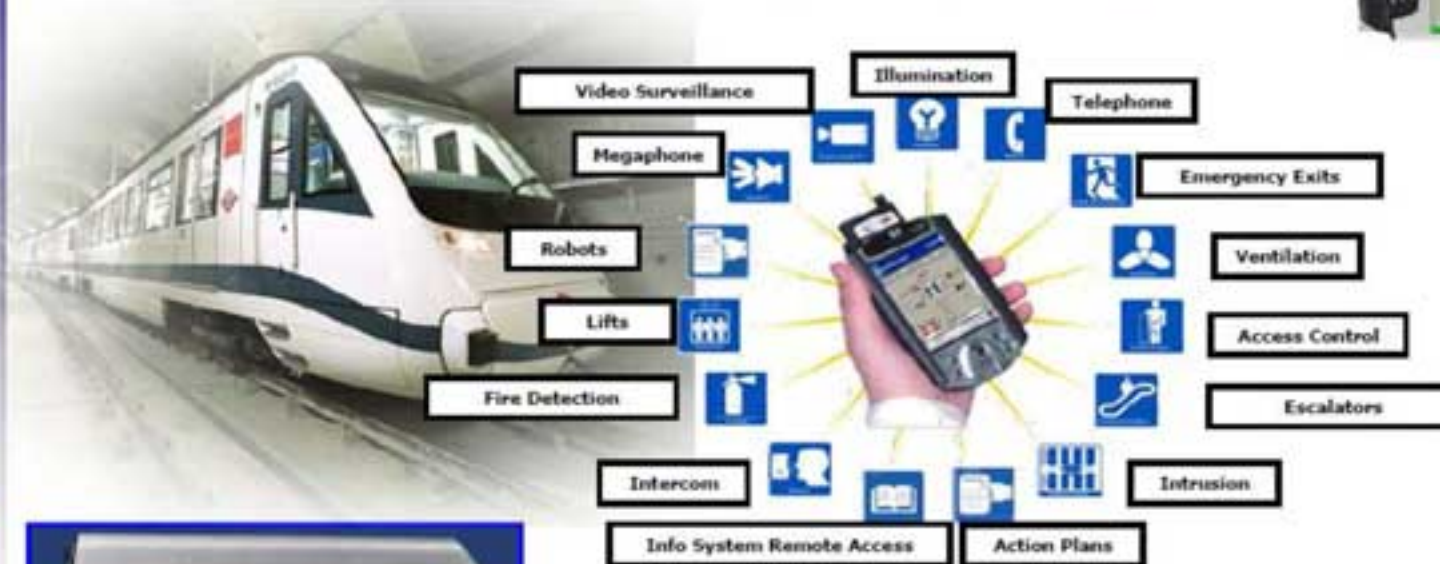 Illumination
Video Surveillance
Telephone
Megaphone
Emergency Exits
Robots
Ventilation
Lifts
Access Control
Fire Detection
Escalators
Intercom
Intrusion
Info System Remote Access
Action Plans